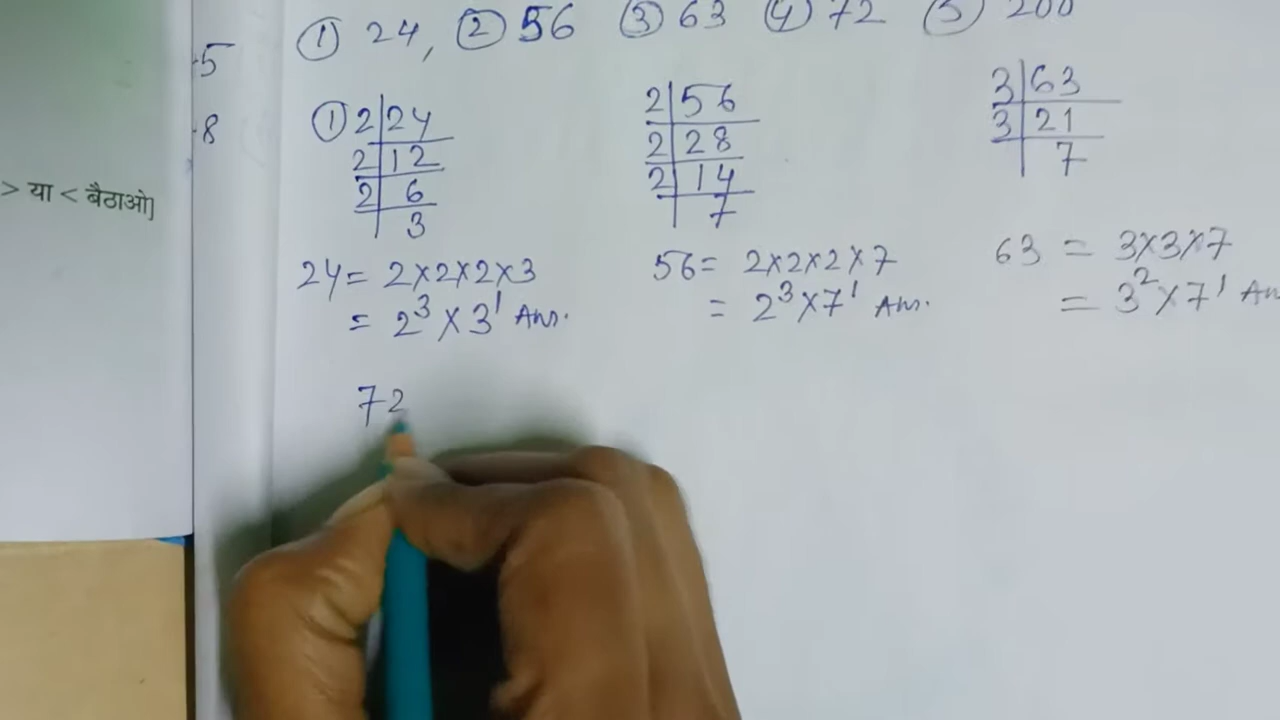 ① 24, ② 56 ③ 63 ④ 72 ⑤ 200
5
8
> या < बैठाओ]
① 2|24
2|12
2|6
3
24 = 2×2×2×3
= 2³ × 3¹ Ans.
2|56
2|28
2|14
7
56 = 2×2×2×7
= 2³ × 7¹ Ans.
3|63
3|21
7
63 = 3×3×7
= 3² × 7¹ An
72